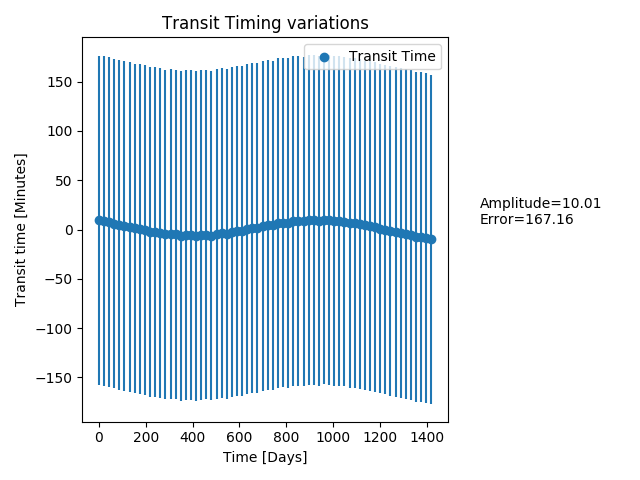 Transit Timing variations
Transit Time
Transit time [Minutes]
150
100
50
0
−50
−100
−150
0 200 400 600 800 1000 1200 1400
Time [Days]
Amplitude=10.01
Error=167.16